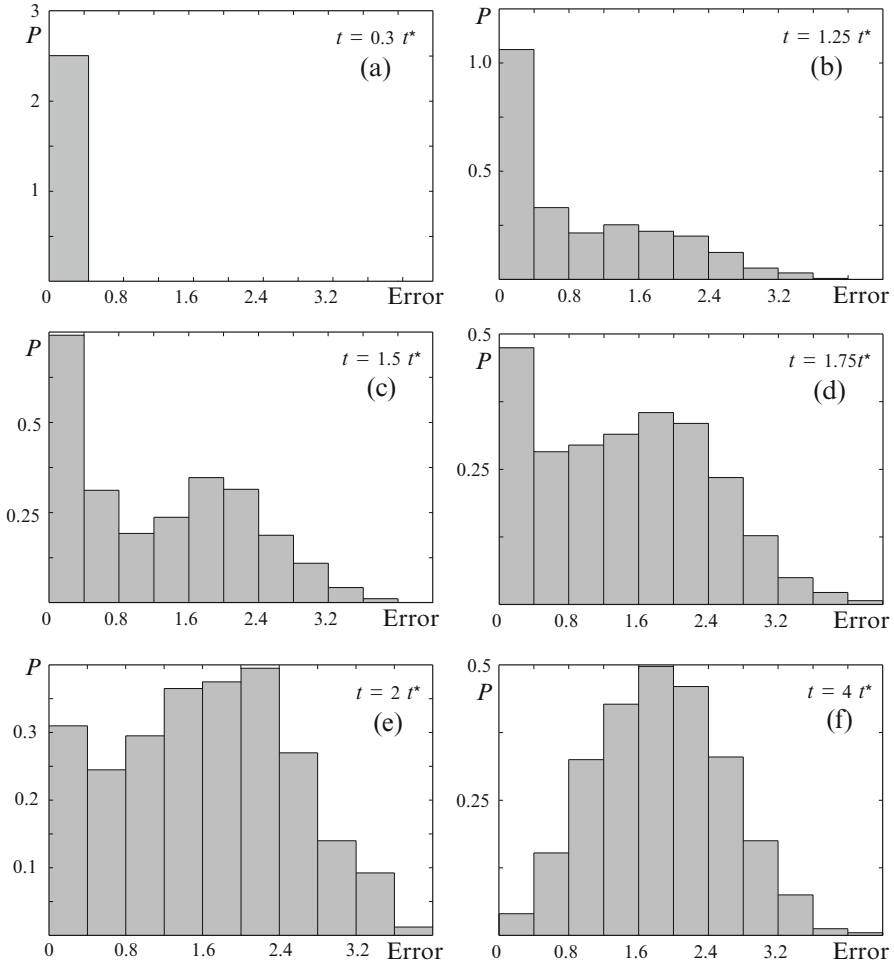 3
P
t = 0.3 t*
(a)
2
1
0 0.8 1.6 2.4 3.2 Error
P
t = 1.25 t*
(b)
1.0
0.5
0 0.8 1.6 2.4 3.2 Error
P
t = 1.5 t*
(c)
0.5
0.25
0 0.8 1.6 2.4 3.2 Error
0.5
P
t = 1.75t*
(d)
0.25
0 0.8 1.6 2.4 3.2 Error
P
t = 2 t*
(e)
0.3
0.2
0.1
0 0.8 1.6 2.4 3.2 Error
0.5
P
t = 4 t*
(f)
0.25
0 0.8 1.6 2.4 3.2 Error